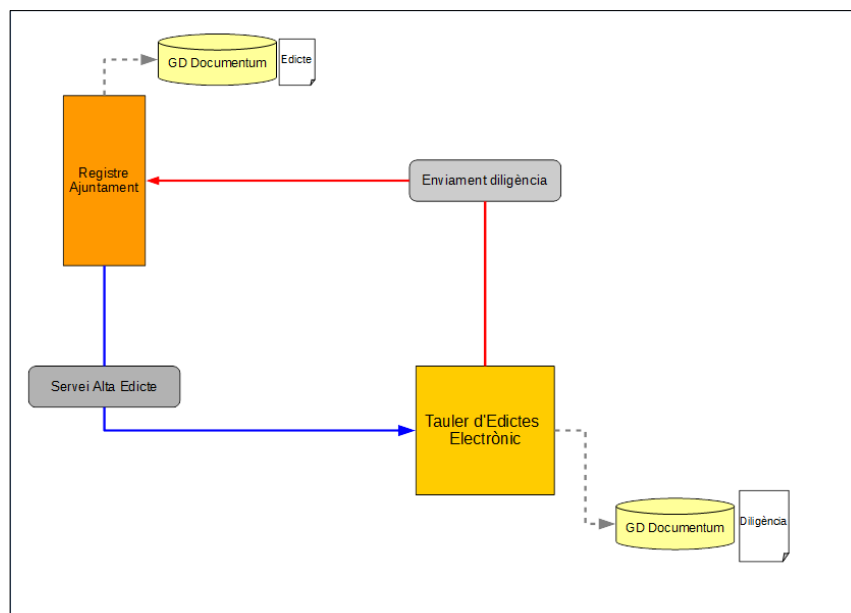 GD Documentum
Edicte
Registre
Ajuntament
Enviament diligència
Servei Alta Edicte
Tauler d'Edictes
Electrònic
GD Documentum
Diligència